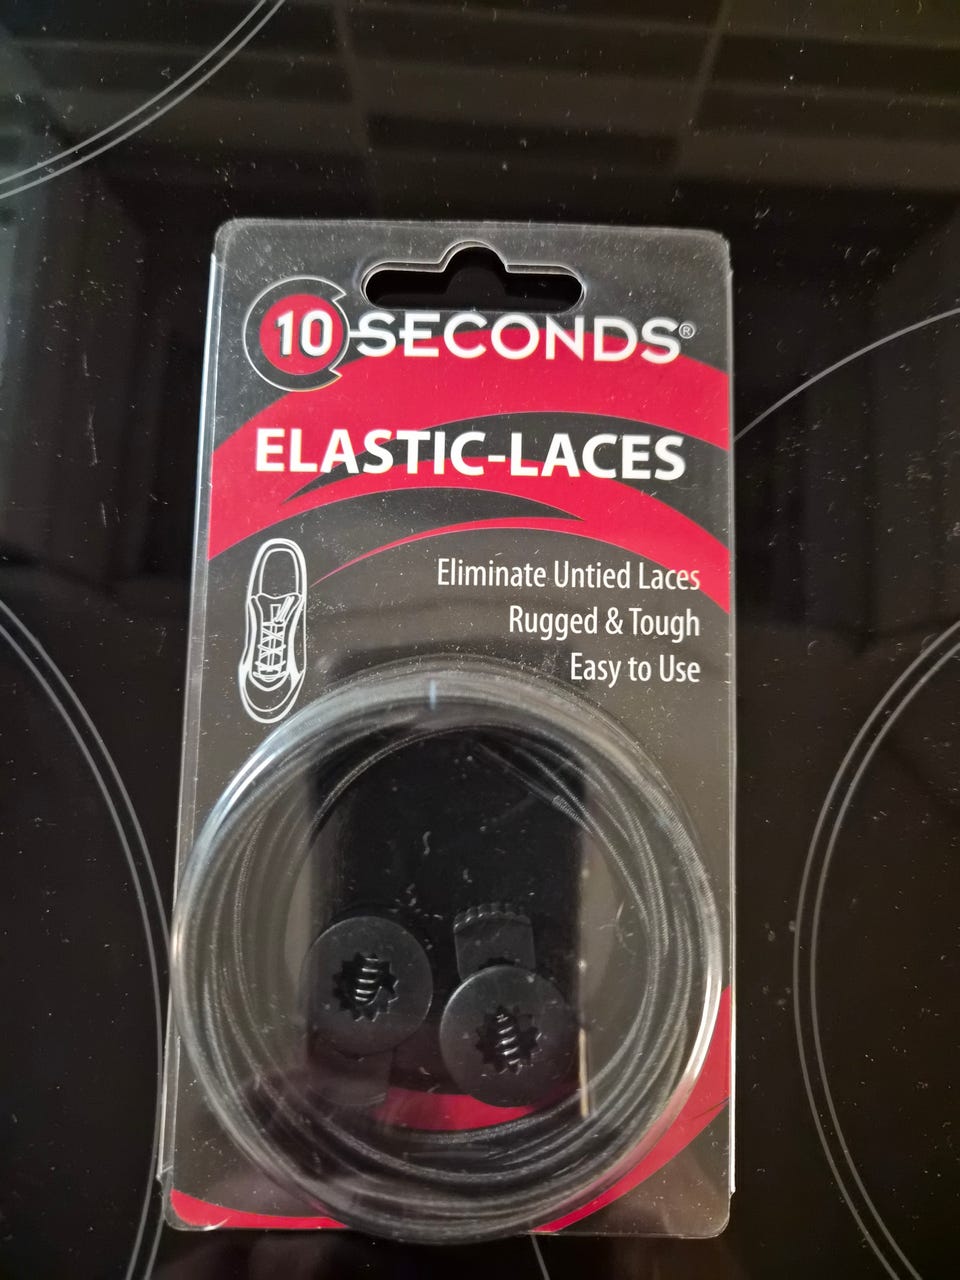 10 SECONDS®
ELASTIC-LACES
Eliminate Untied Laces
Rugged & Tough
Easy to Use